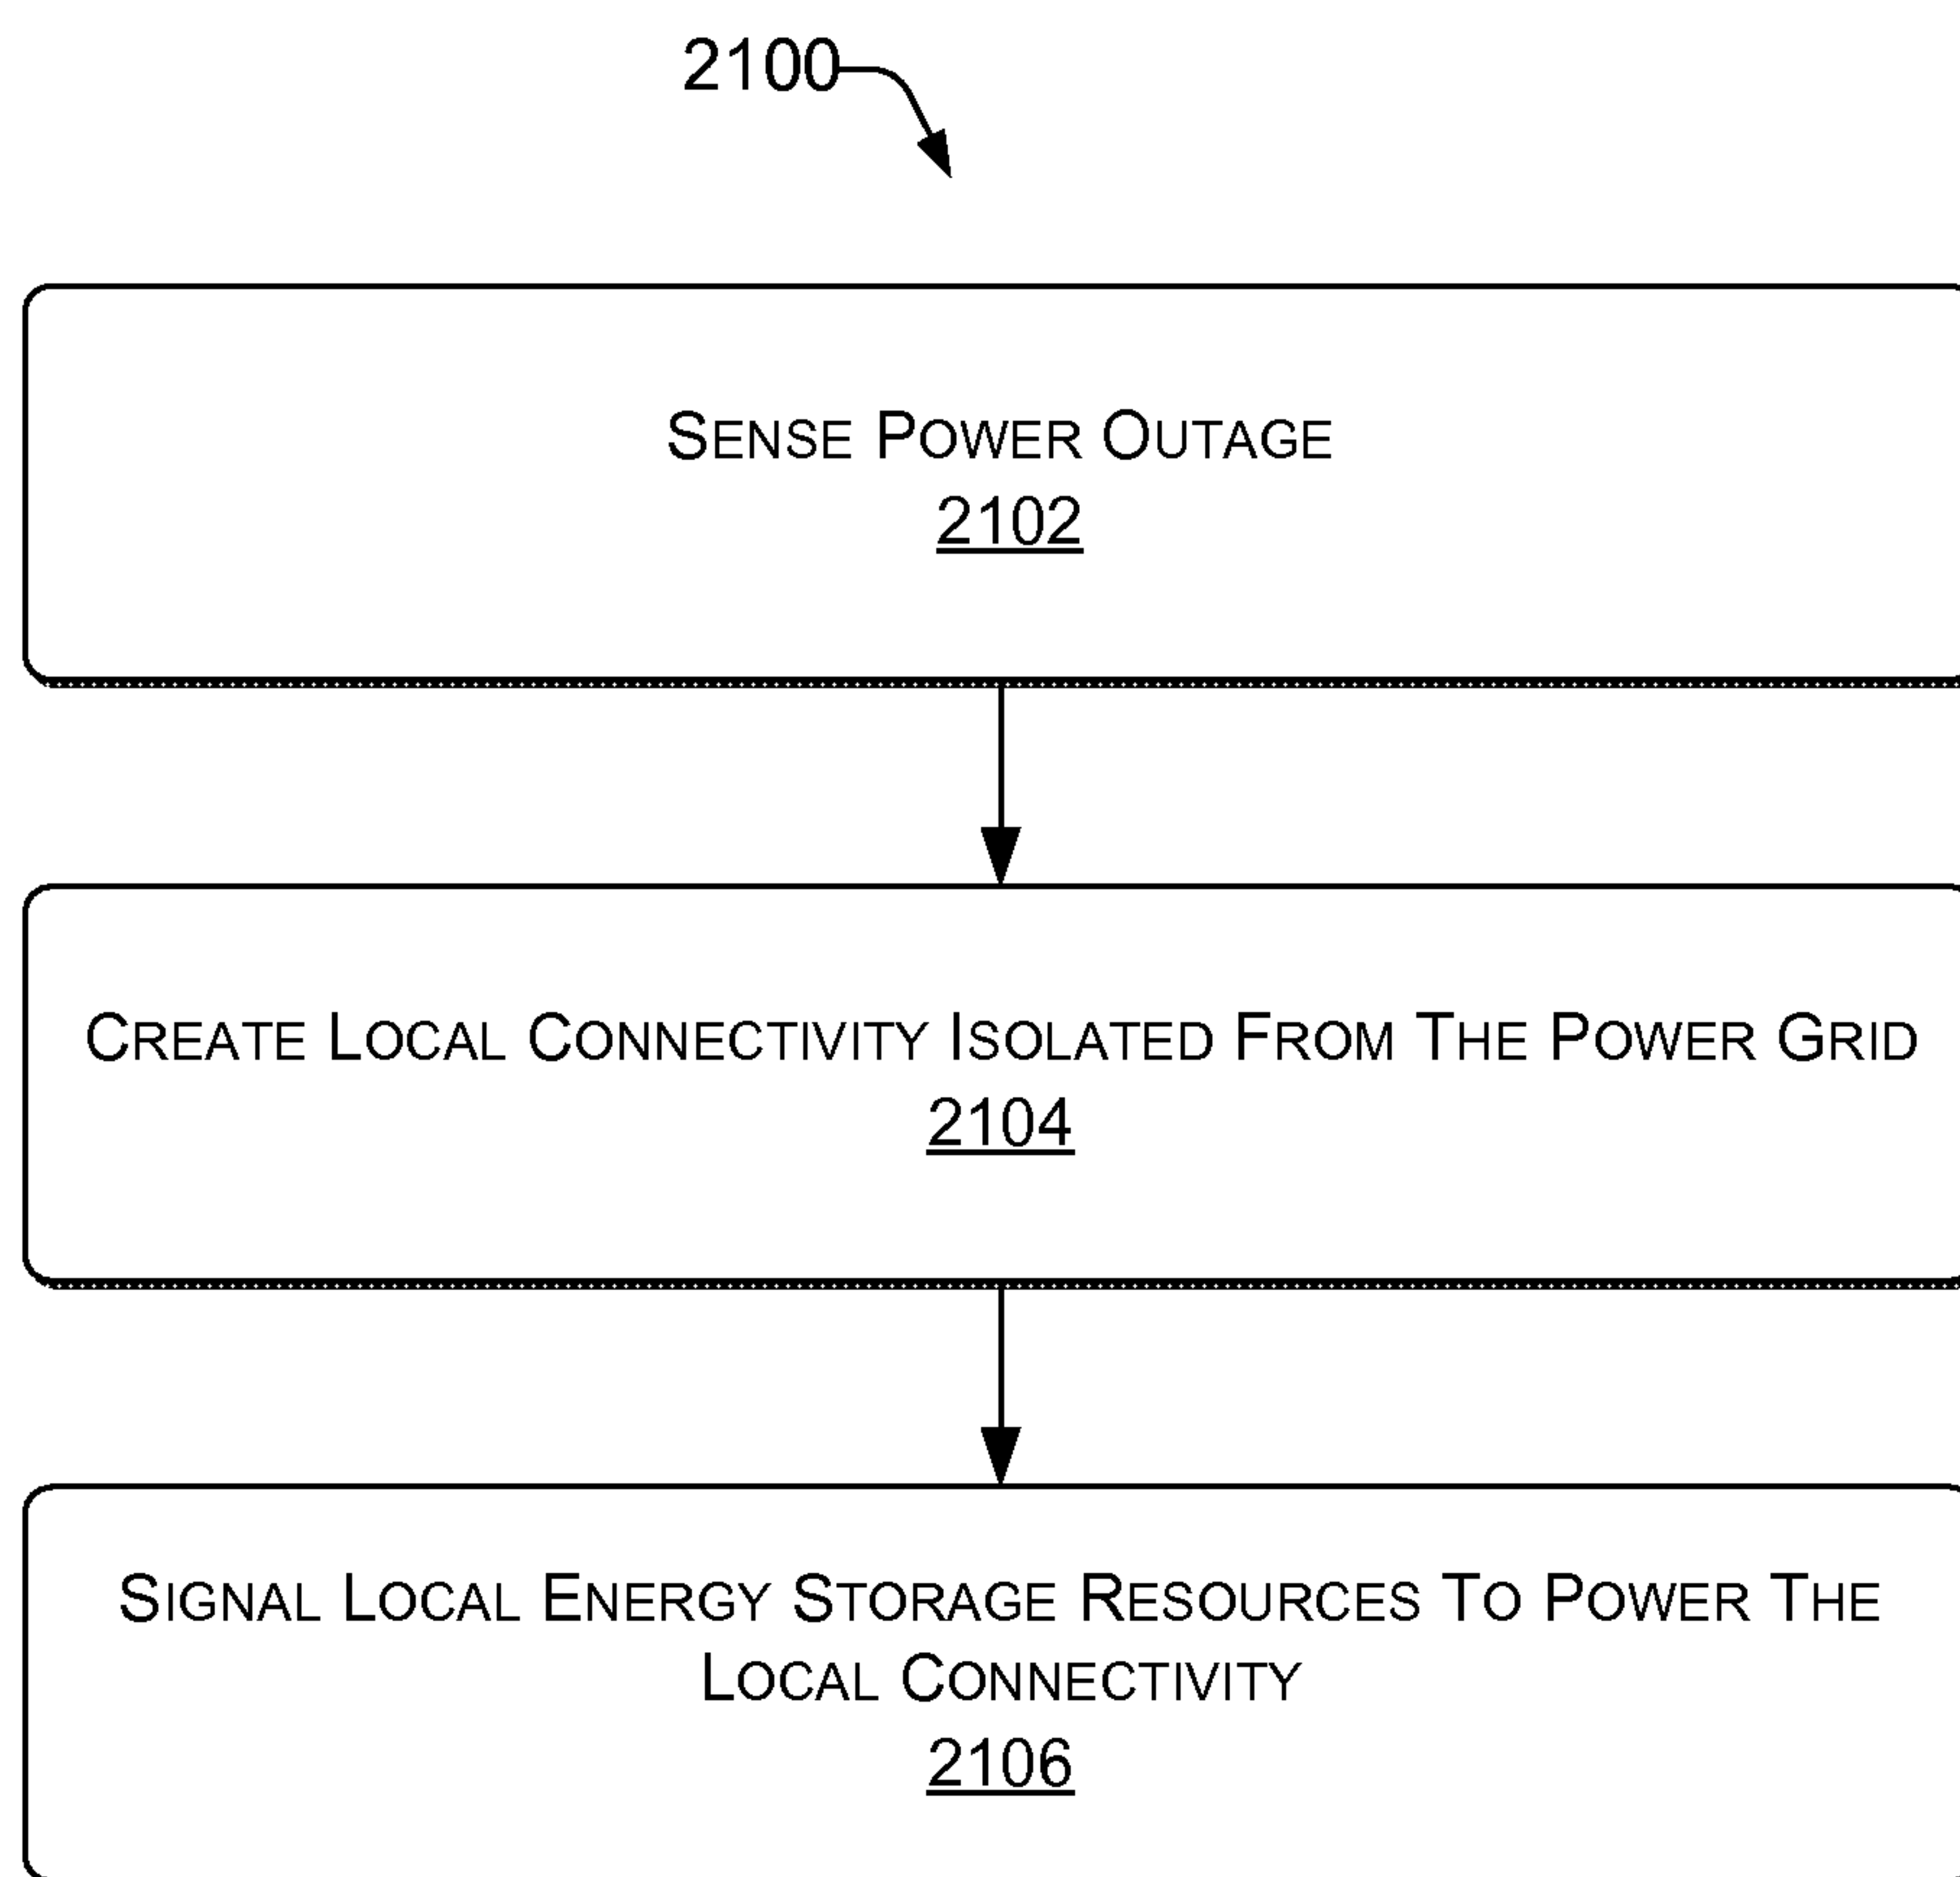 2100
SENSE POWER OUTAGE
2102
CREATE LOCAL CONNECTIVITY ISOLATED FROM THE POWER GRID
2104
SIGNAL LOCAL ENERGY STORAGE RESOURCES TO POWER THE
LOCAL CONNECTIVITY
2106